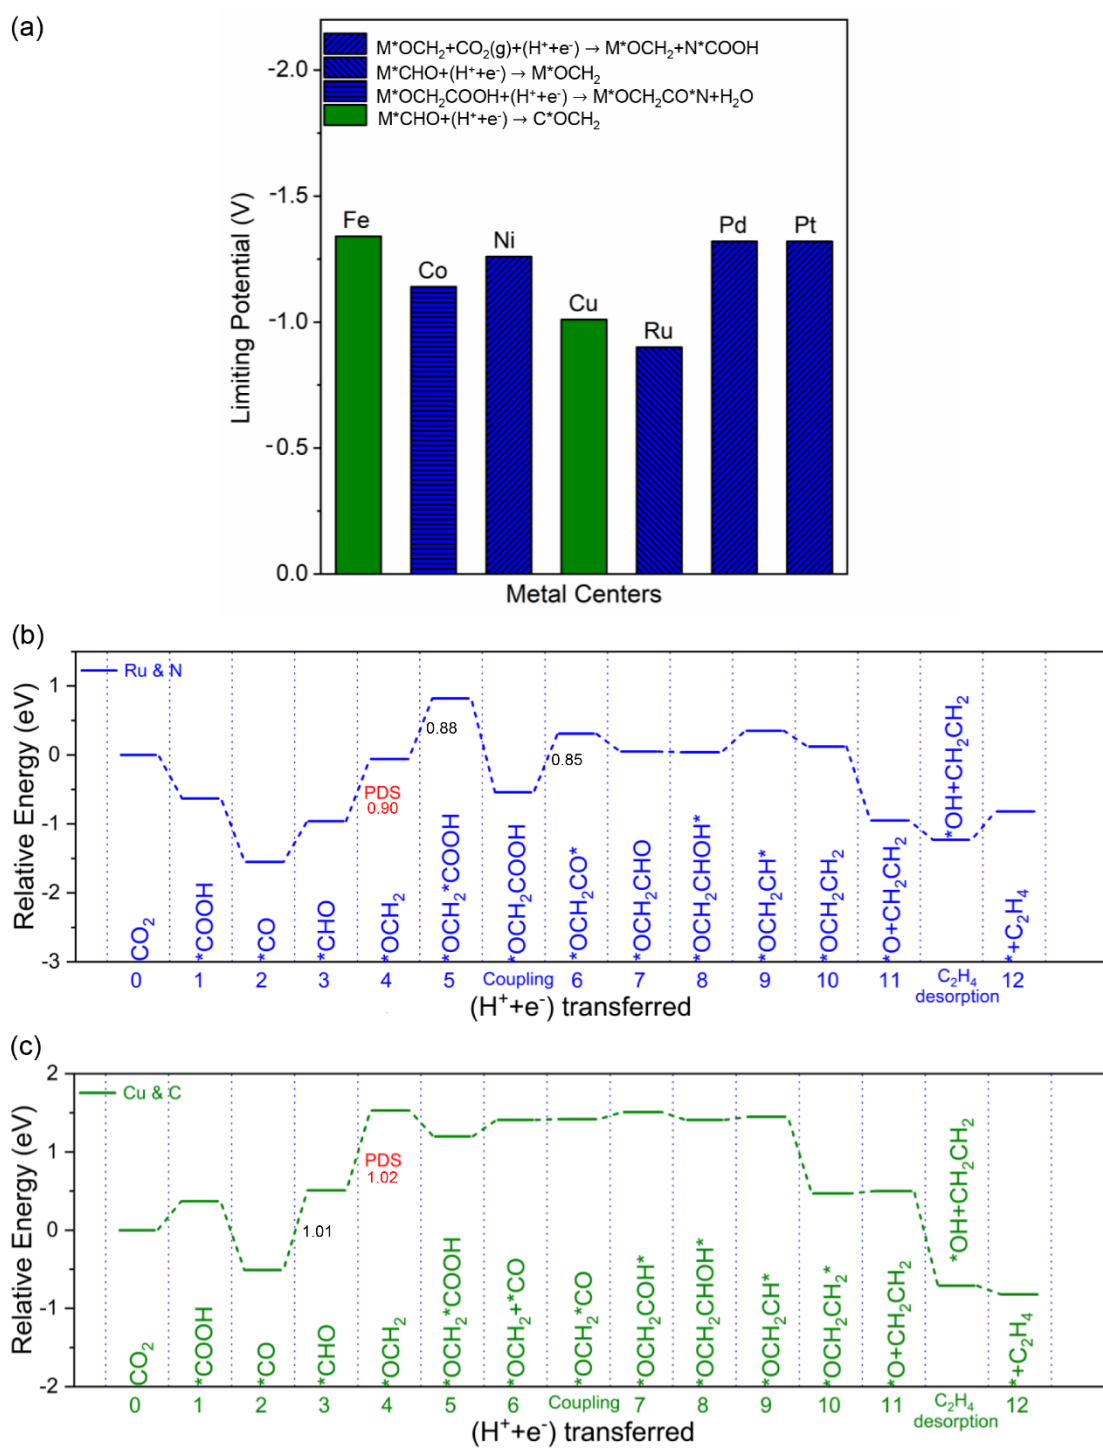 (a)
M*OCH₂+CO₂(g)+(H⁺+e⁻) → M*OCH₂+N*COOH
M*CHO+(H⁺+e⁻) → M*OCH₂
M*OCH₂COOH+(H⁺+e⁻) → M*OCH₂CO*N+H₂O
M*CHO+(H⁺+e⁻) → C*OCH₂
Limiting Potential (V)
-2.0
-1.5
-1.0
-0.5
0.0
Fe
Co
Ni
Cu
Ru
Pd
Pt
Metal Centers
(b)
Ru & N
Relative Energy (eV)
1
0
-1
-2
-3
0.88
0.85
PDS
0.90
CO₂
*COOH
*CO
*CHO
*OCH₂
*OCH₂*COOH
*OCH₂COOH
*OCH₂CO*
*OCH₂CHO
*OCH₂CHOH*
*OCH₂CH*
*OCH₂CH₂
*O+CH₂CH₂
*OH+CH₂CH₂
*+C₂H₄
0 1 2 3 4 5 Coupling 6 7 8 9 10 11 C₂H₄ 12
desorption
(H⁺+e⁻) transferred
(c)
Cu & C
Relative Energy (eV)
2
1
0
-1
-2
PDS
1.02
1.01
CO₂
*COOH
*CO
*CHO
*OCH₂
*OCH₂*COOH
*OCH₂+*CO
*OCH₂*CO
*OCH₂COH*
*OCH₂CHOH*
*OCH₂CH*
*OCH₂CH₂*
*O+CH₂CH₂
*OH+CH₂CH₂
*+C₂H₄
0 1 2 3 4 5 6 Coupling 7 8 9 10 11 C₂H₄ 12
desorption
(H⁺+e⁻) transferred